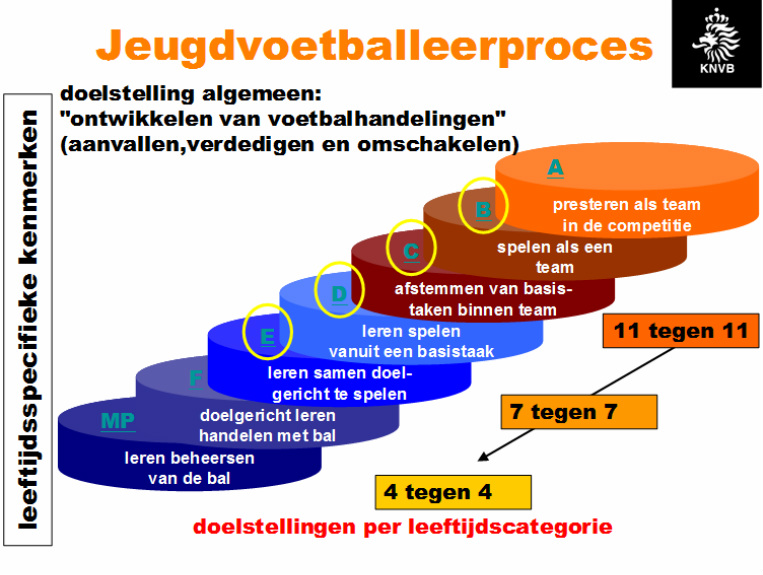 Jeugdvoetballeerproces
KNVB
doelstelling algemeen:
"ontwikkelen van voetbalhandelingen"
(aanvallen,verdedigen en omschakelen)
leeftijdsspecifieke kenmerken
A
presteren als team
in de competitie
B
spelen als een
team
C
afstemmen van basis-
taken binnen team
D
leren spelen
vanuit een basistaak
E
leren samen doel-
gericht te spelen
F
doelgericht leren
handelen met bal
MP
leren beheersen
van de bal
11 tegen 11
7 tegen 7
4 tegen 4
doelstellingen per leeftijdscategorie